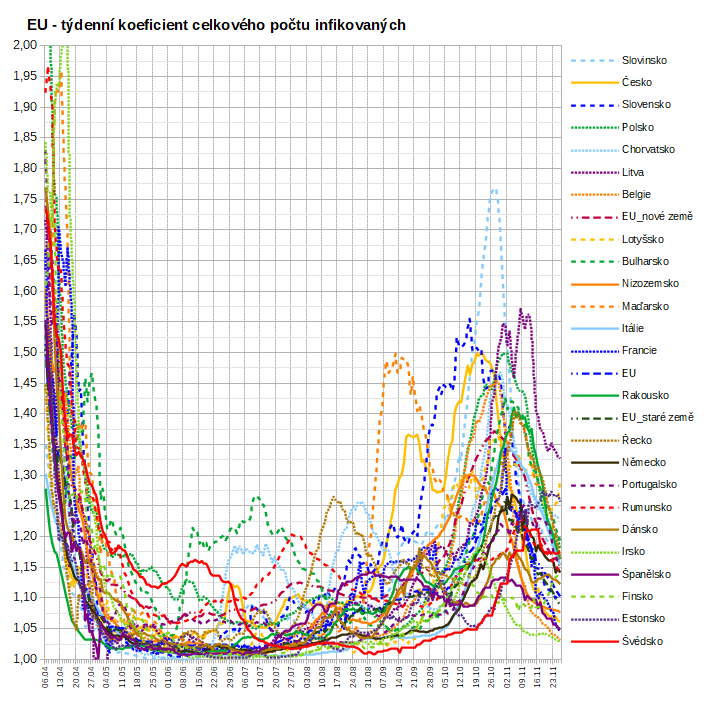 EU - týdenní koeficient celkového počtu infikovaných
2,00
1,95
1,90
1,85
1,80
1,75
1,70
1,65
1,60
1,55
1,50
1,45
1,40
1,35
1,30
1,25
1,20
1,15
1,10
1,05
1,00
Slovinsko
Česko
Slovensko
Polsko
Chorvatsko
Litva
Belgie
EU_nové země
Lotyšsko
Bulharsko
Nizozemsko
Maďarsko
Itálie
Francie
EU
Rakousko
EU_staré země
Řecko
Německo
Portugalsko
Rumunsko
Dánsko
Irsko
Španělsko
Finsko
Estonsko
Švédsko
06.04
13.04
20.04
27.04
04.05
11.05
18.05
25.05
01.06
08.06
15.06
22.06
29.06
06.07
13.07
20.07
27.07
03.08
10.08
17.08
24.08
31.08
07.09
14.09
21.09
28.09
05.10
12.10
19.10
26.10
02.11
09.11
16.11
23.11